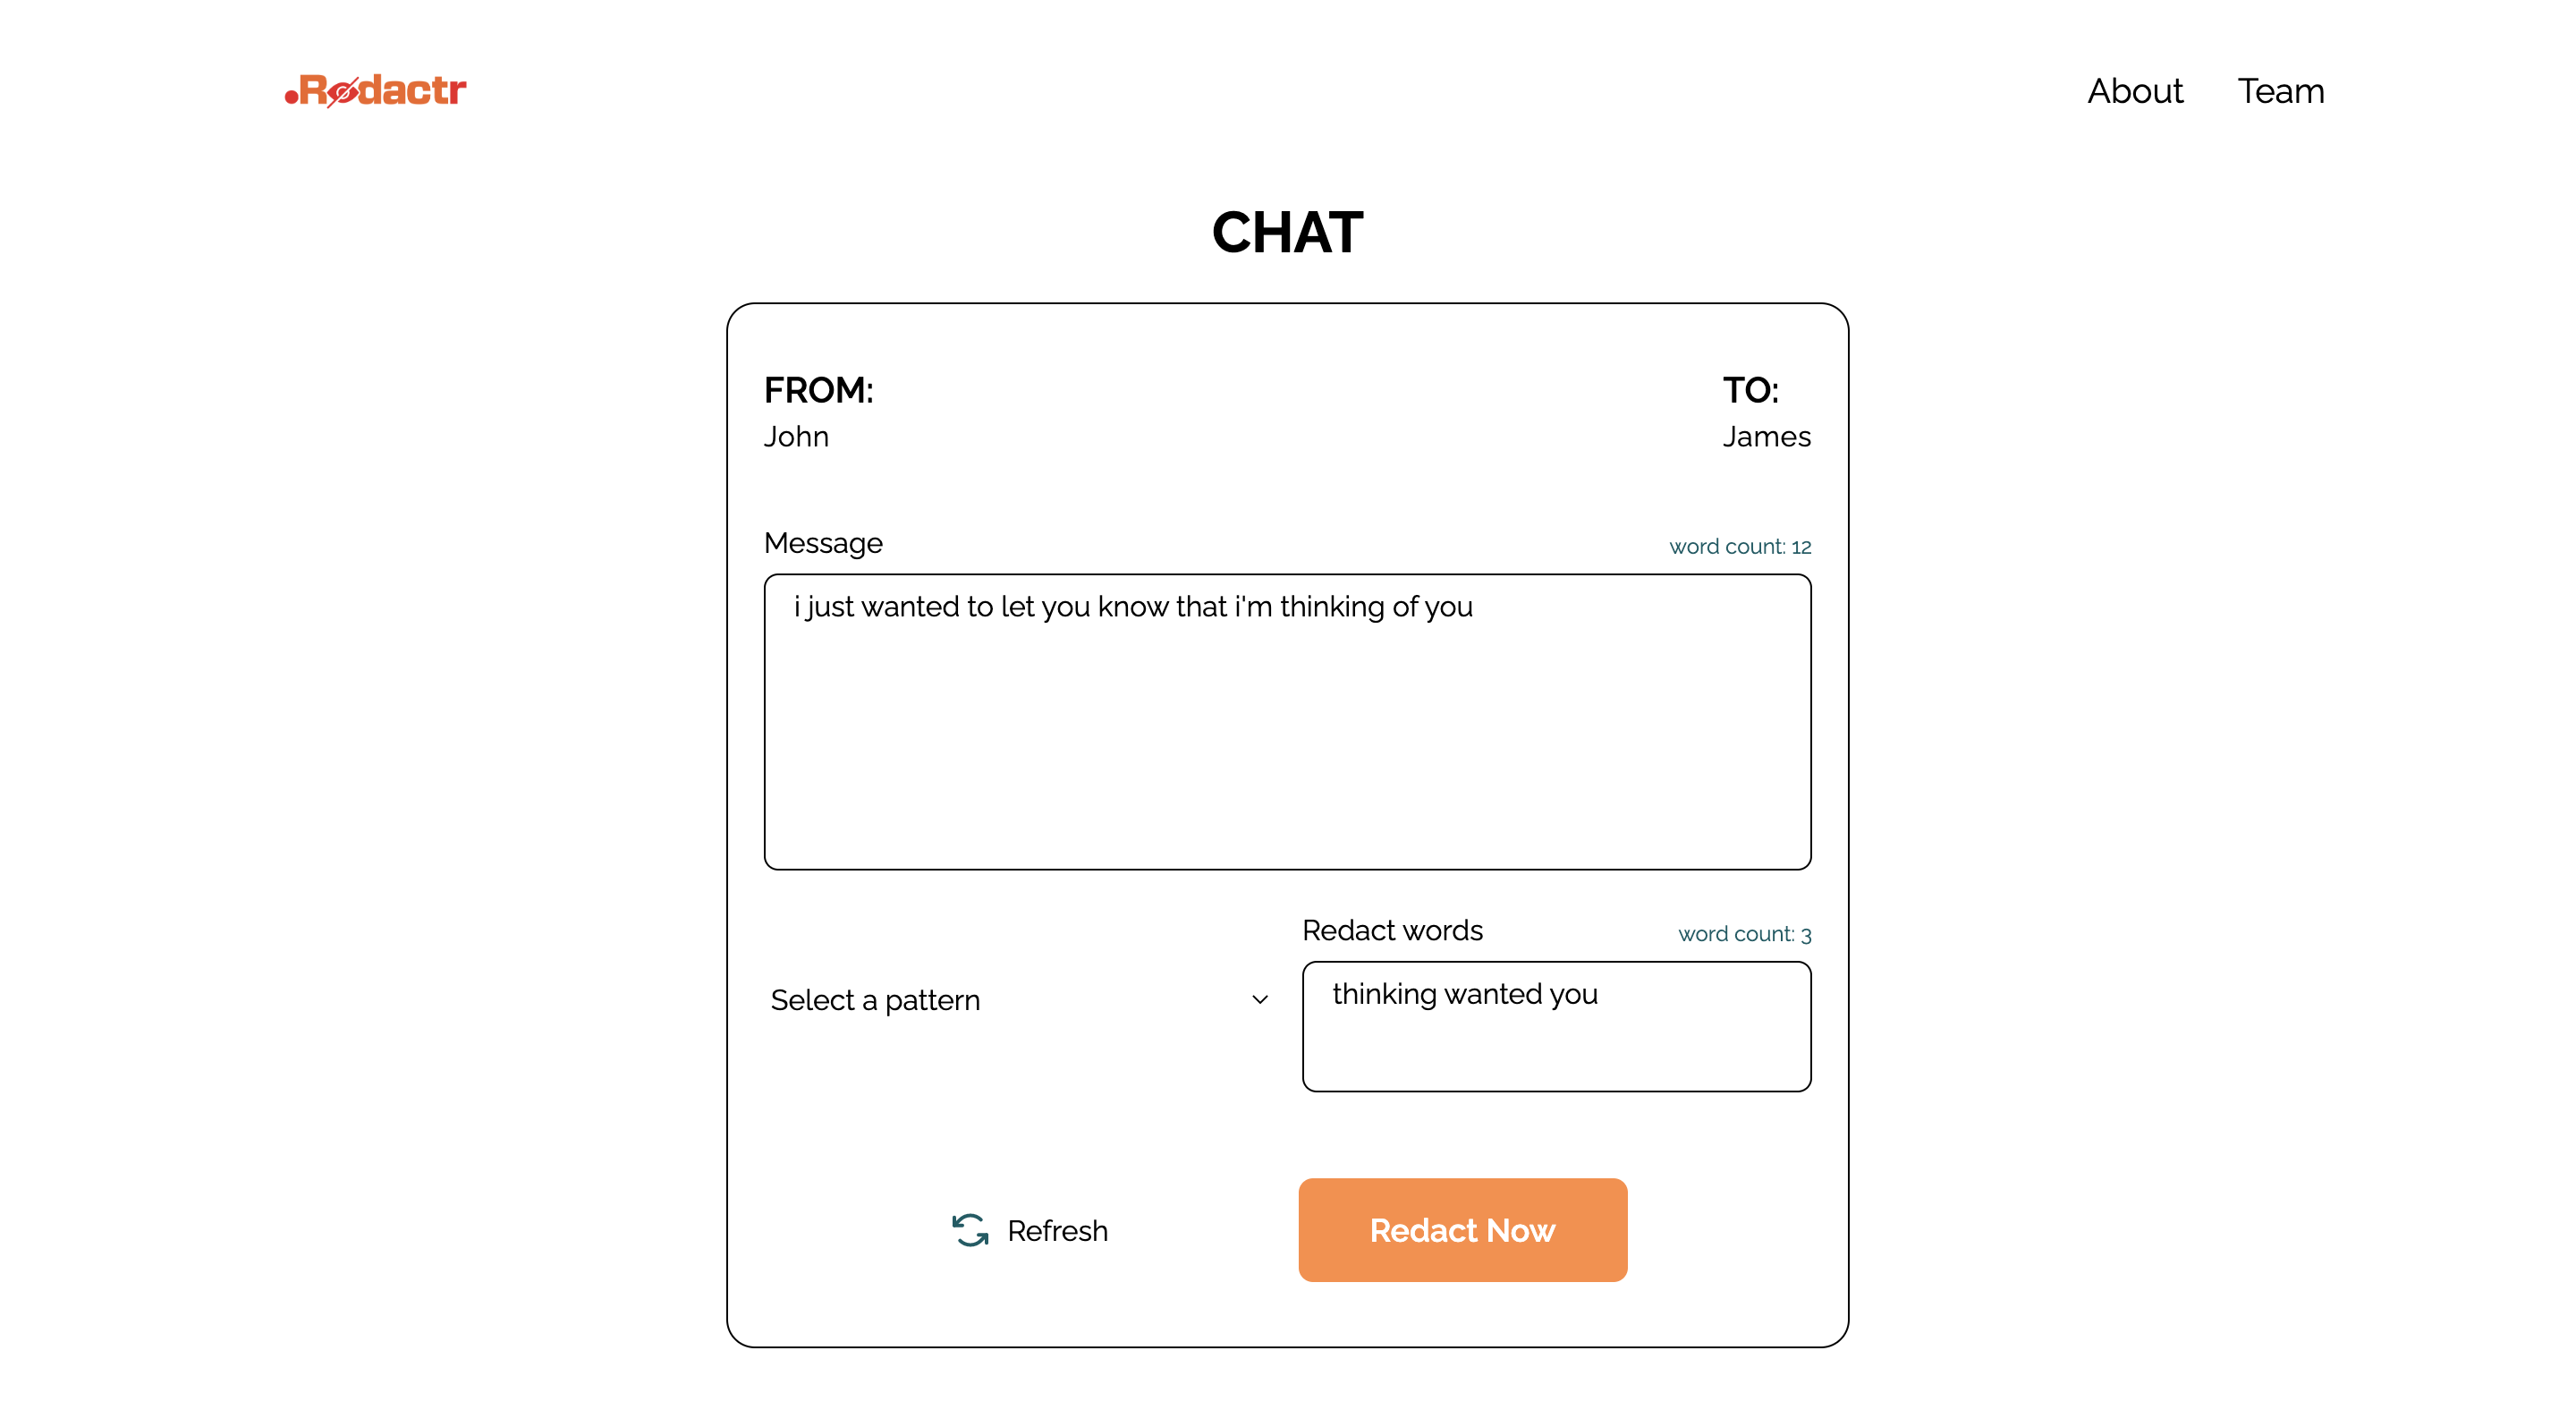 .Redactr
About Team
CHAT
FROM: TO:
John James
Message word count: 12
i just wanted to let you know that i'm thinking of you
Redact words word count: 3
Select a pattern thinking wanted you
Refresh Redact Now